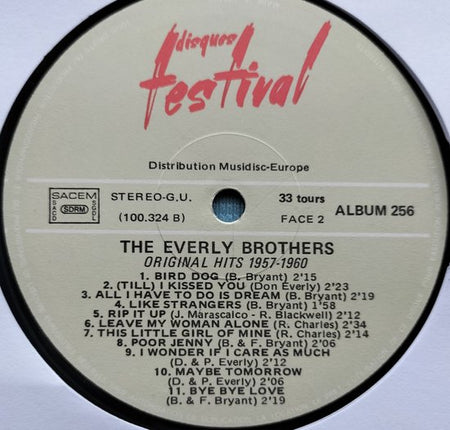 disques
festival
Distribution Musidisc-Europe
SACEM
SACD SDRM SGDL
STEREO-G.U.
(100.324 B)
33 tours
FACE 2
ALBUM 256
THE EVERLY BROTHERS
ORIGINAL HITS 1957-1960
1. BIRD DOG (B. Bryant) 2'15
2. (TILL) I KISSED YOU (Don Everly) 2'23
3. ALL I HAVE TO DO IS DREAM (B. Bryant) 2'19
4. LIKE STRANGERS (B. Bryant) 1'58
5. RIP IT UP (J. Marascalco - R. Blackwell) 2'12
6. LEAVE MY WOMAN ALONE (R. Charles) 2'34
7. THIS LITTLE GIRL OF MINE (R. Charles) 2'14
8. POOR JENNY (B. & F. Bryant) 2'06
9. I WONDER IF I CARE AS MUCH
(D. & P. Everly) 2'12
10. MAYBE TOMORROW
(D. & P. Everly) 2'06
11. BYE BYE LOVE
(B. & F. Bryant) 2'19